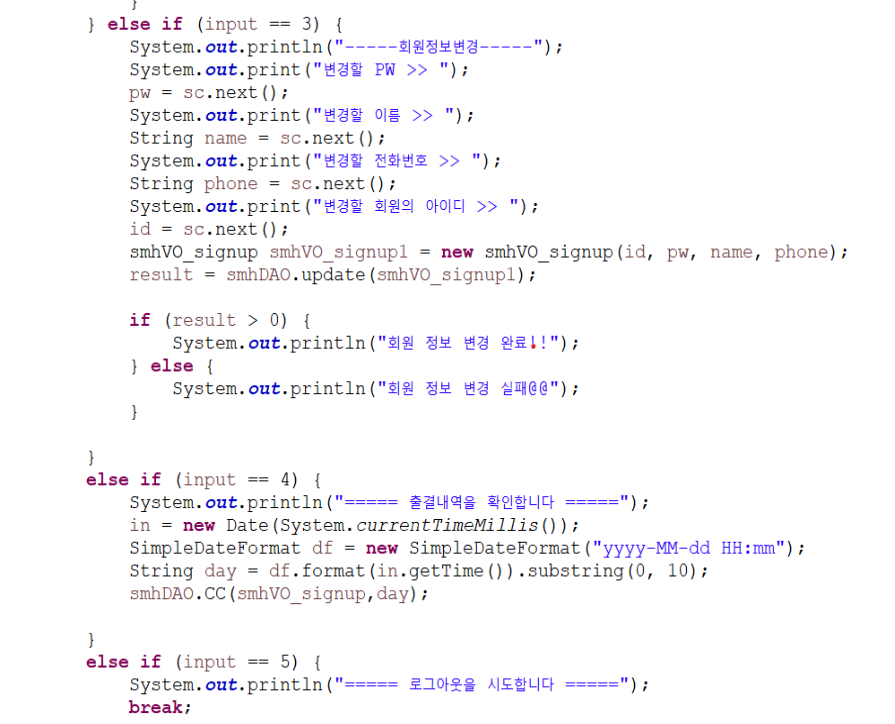 }
} else if (input == 3) {
System.out.println("-----회원정보변경-----");
System.out.print("변경할 PW >> ");
pw = sc.next();
System.out.print("변경할 이름 >> ");
String name = sc.next();
System.out.print("변경할 전화번호 >> ");
String phone = sc.next();
System.out.print("변경할 회원의 아이디 >> ");
id = sc.next();
smhVO_signup smhVO_signup1 = new smhVO_signup(id, pw, name, phone);
result = smhDAO.update(smhVO_signup1);
if (result > 0) {
System.out.println("회원 정보 변경 완료!!");
} else {
System.out.println("회원 정보 변경 실패@@");
}
}
else if (input == 4) {
System.out.println("===== 출결내역을 확인합니다 =====");
in = new Date(System.currentTimeMillis());
SimpleDateFormat df = new SimpleDateFormat("yyyy-MM-dd HH:mm");
String day = df.format(in.getTime()).substring(0, 10);
smhDAO.CC(smhVO_signup,day);
}
else if (input == 5) {
System.out.println("===== 로그아웃을 시도합니다 =====");
break;